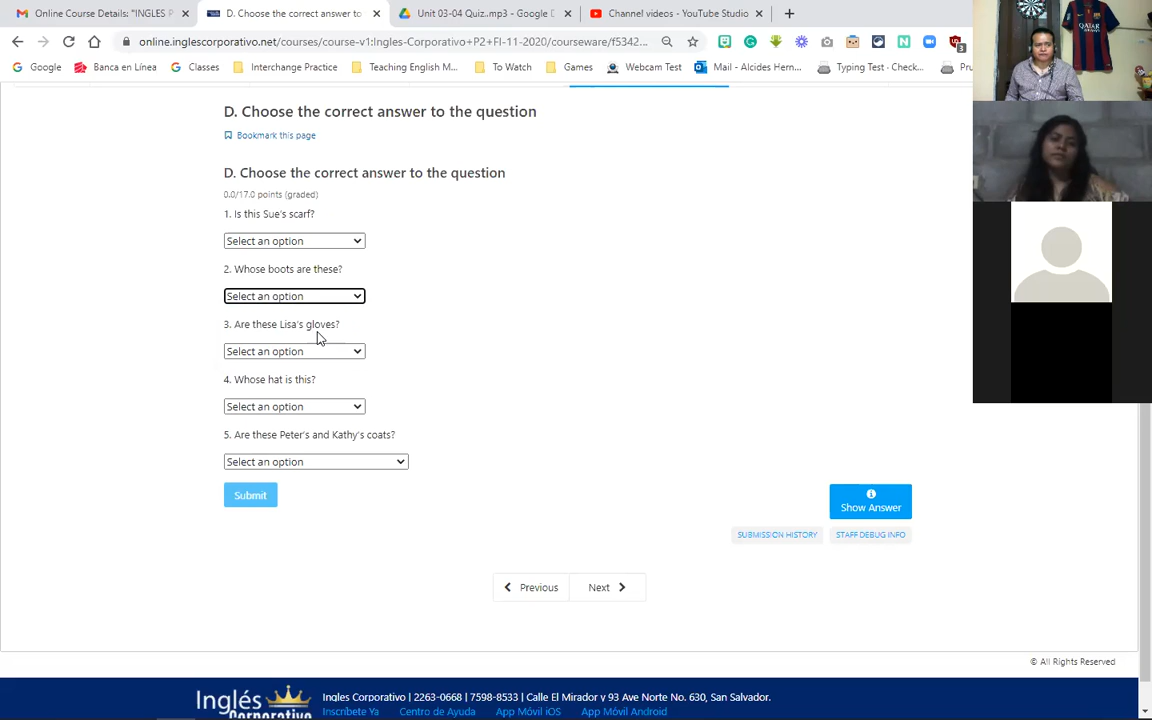 Online Course Details: "INGLES P
D. Choose the correct answer to
Unit 03-04 Quiz..mp3 - Google D
Channel videos - YouTube Studio
online.inglescorporativo.net/courses/course-v1:Ingles-Corporativo+P2+FI-11-2020/courseware/f5342...
Google
Banca en Línea
Classes
Interchange Practice
Teaching English M...
To Watch
Games
Webcam Test
Mail - Alcides Hern...
Typing Test - Check...
D. Choose the correct answer to the question
Bookmark this page
D. Choose the correct answer to the question
0.0/17.0 points (graded)
1. Is this Sue's scarf?
Select an option
2. Whose boots are these?
Select an option
3. Are these Lisa's gloves?
Select an option
4. Whose hat is this?
Select an option
5. Are these Peter's and Kathy's coats?
Select an option
Submit
Show Answer
SUBMISSION HISTORY
STAFF DEBUG INFO
Previous
Next
© All Rights Reserved
Inglés
Corporativo
Ingles Corporativo | 2263-0668 | 7598-8533 | Calle El Mirador y 93 Ave Norte No. 630, San Salvador.
Inscríbete Ya
Centro de Ayuda
App Móvil iOS
App Móvil Android